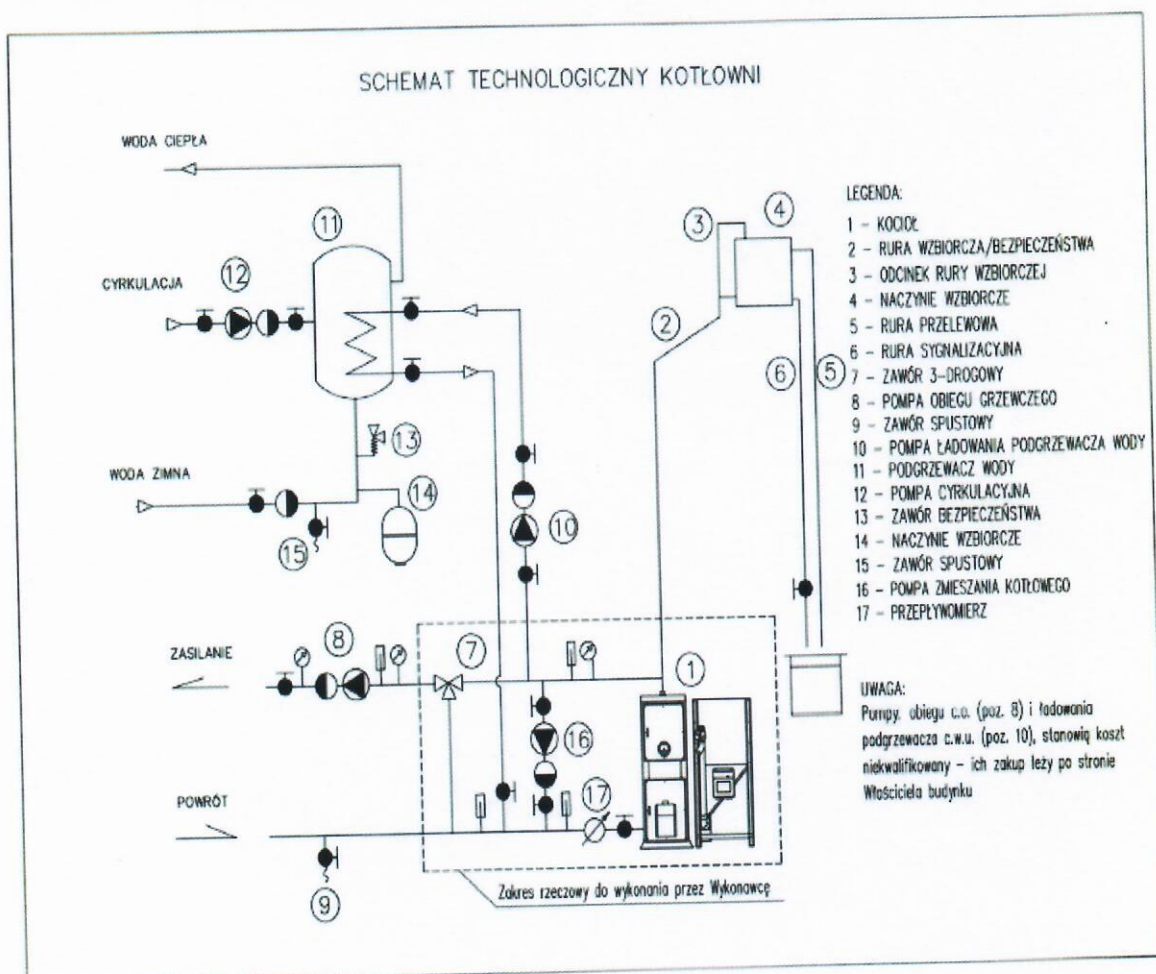 SCHEMAT TECHNOLOGICZNY KOTŁOWNI
WODA CIEPŁA
11
12
CYRKULACJA
13
WODA ZIMNA
14
15
10
3
4
2
6
5
LEGENDA:
1 - KOCIOŁ
2 - RURA WZBIORCZA/BEZPIECZEŃSTWA
3 - ODCINEK RURY WZBIORCZEJ
4 - NACZYNIE WZBIORCZE
5 - RURA PRZELEWOWA
6 - RURA SYGNALIZACYJNA
7 - ZAWÓR 3-DROGOWY
8 - POMPA OBIEGU GRZEWCZEGO
9 - ZAWÓR SPUSTOWY
10 - POMPA ŁADOWANIA PODGRZEWACZA WODY
11 - PODGRZEWACZ WODY
12 - POMPA CYRKULACYJNA
13 - ZAWÓR BEZPIECZEŃSTWA
14 - NACZYNIE WZBIORCZE
15 - ZAWÓR SPUSTOWY
16 - POMPA ZMIESZANIA KOTŁOWEGO
17 - PRZEPŁYWOMIERZ
ZASILANIE
8
7
1
16
17
POWRÓT
9
Zakres rzeczowy do wykonania przez Wykonawcę
UWAGA:
Pompy. obiegu c.o. (poz. 8) i ładowania
podgrzewacza c.w.u. (poz. 10), stanowią koszt
niekwalifikowany - ich zakup leży po stronie
Właściciela budynku